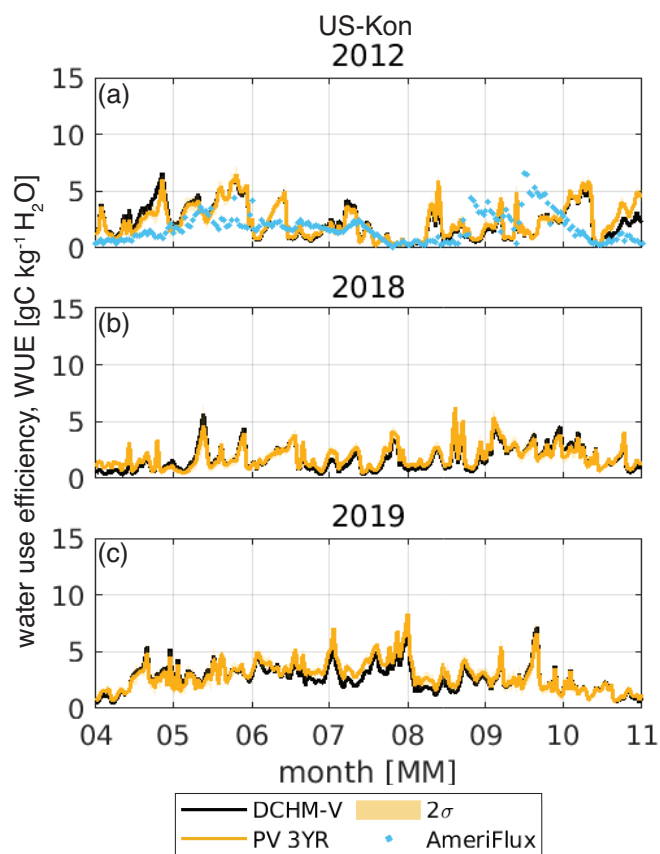 US-Kon
2012
(a)
15
10
5
0
2018
(b)
15
10
5
0
2019
(c)
15
10
5
0
04 05 06 07 08 09 10 11
month [MM]
water use efficiency, WUE [gC kg⁻¹ H₂O]
DCHM-V 2σ
PV 3YR AmeriFlux